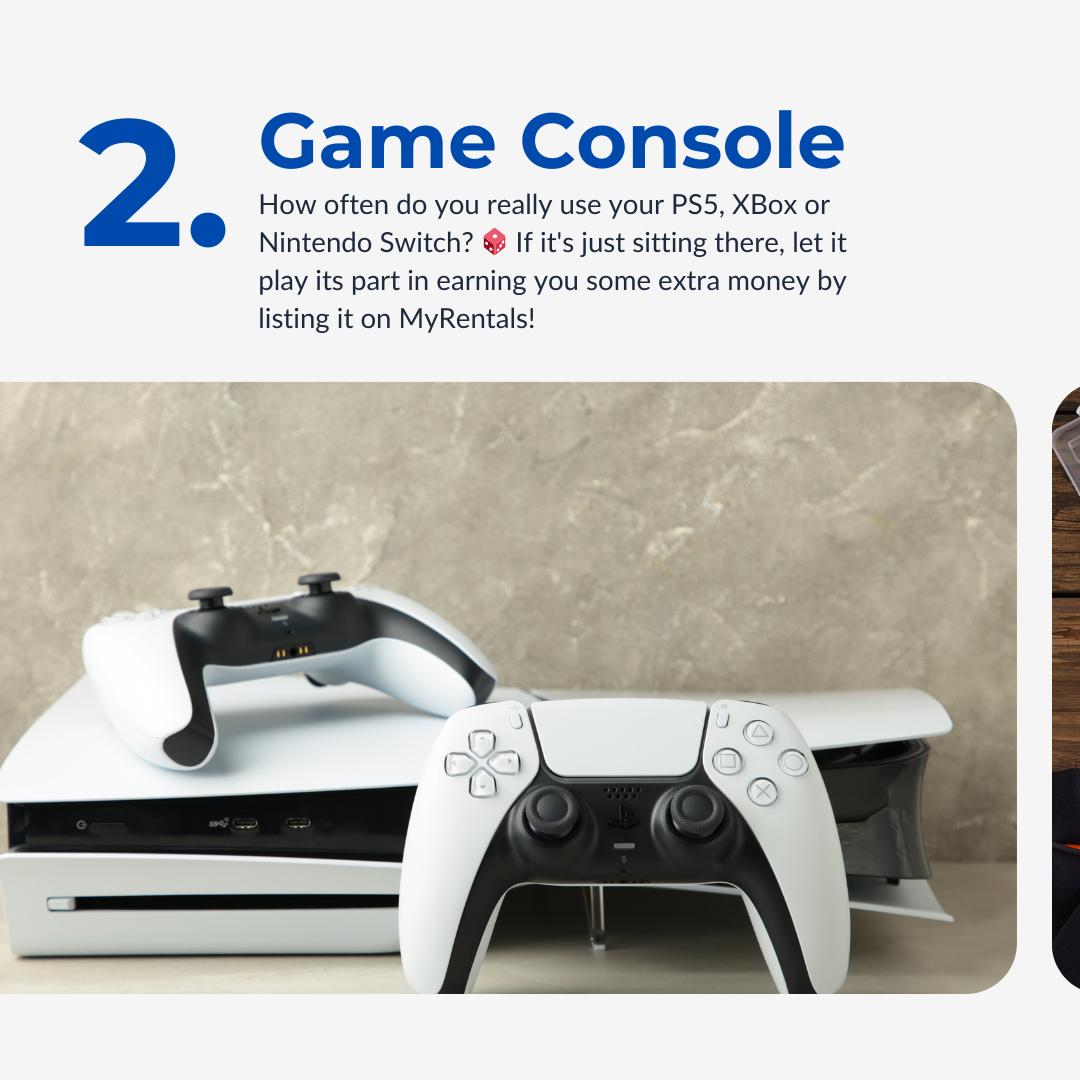 2.
Game Console
How often do you really use your PS5, XBox or
Nintendo Switch? 🎲 If it's just sitting there, let it
play its part in earning you some extra money by
listing it on MyRentals!